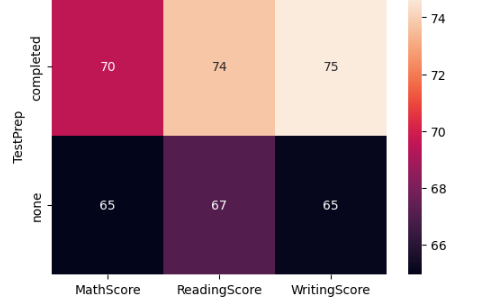 74
completed
70
74
75
72
TestPrep
70
68
none
65
67
65
66
MathScore
ReadingScore
WritingScore